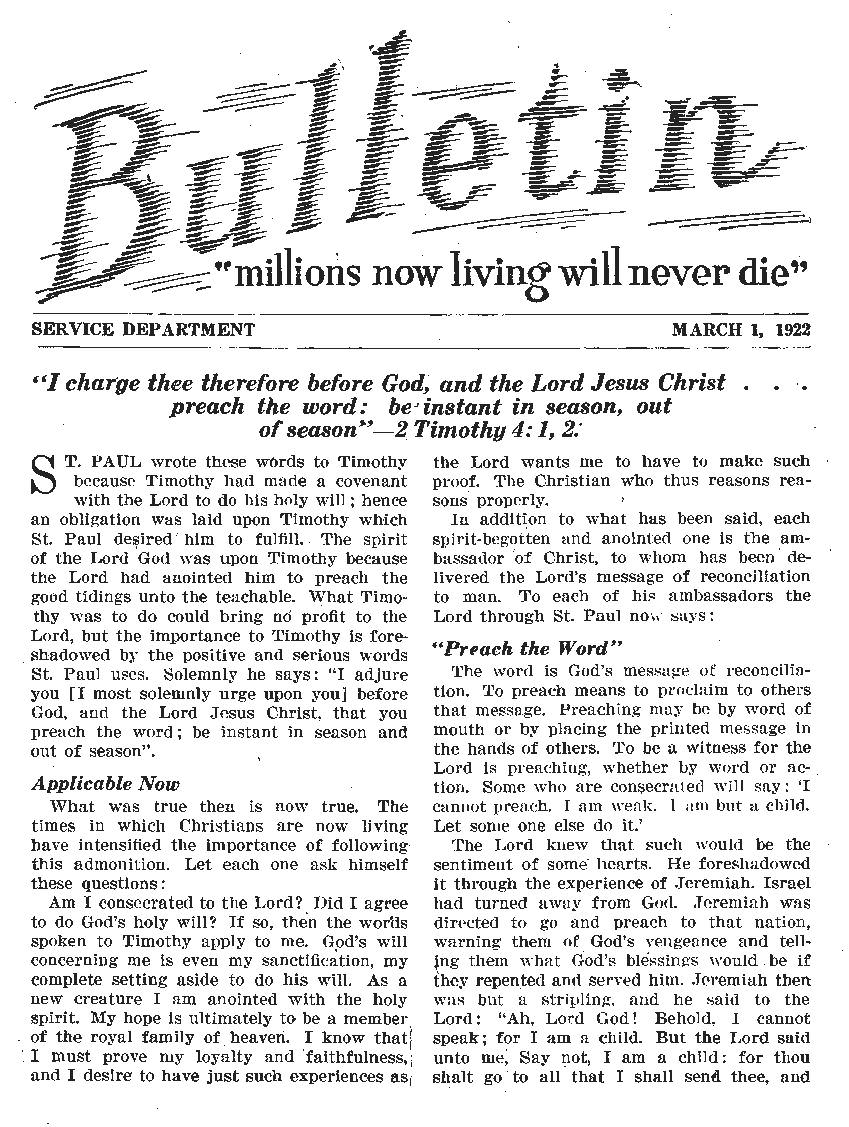 Bulletin
"millions now living will never die"
SERVICE DEPARTMENT MARCH 1, 1922
"I charge thee therefore before God, and the Lord Jesus Christ . . .
preach the word: be instant in season, out
of season"—2 Timothy 4: 1, 2.
ST. PAUL wrote these words to Timothy
because Timothy had made a covenant
with the Lord to do his holy will; hence
an obligation was laid upon Timothy which
St. Paul desired him to fulfill. The spirit
of the Lord God was upon Timothy because
the Lord had anointed him to preach the
good tidings unto the teachable. What Timo-
thy was to do could bring no profit to the
Lord, but the importance to Timothy is fore-
shadowed by the positive and serious words
St. Paul uses. Solemnly he says: "I adjure
you [I most solemnly urge upon you] before
God, and the Lord Jesus Christ, that you
preach the word; be instant in season and
out of season".
Applicable Now
What was true then is now true. The
times in which Christians are now living
have intensified the importance of following
this admonition. Let each one ask himself
these questions:
Am I consecrated to the Lord? Did I agree
to do God's holy will? If so, then the words
spoken to Timothy apply to me. God's will
concerning me is even my sanctification, my
complete setting aside to do his will. As a
new creature I am anointed with the holy
spirit. My hope is ultimately to be a member
of the royal family of heaven. I know that
I must prove my loyalty and faithfulness,
and I desire to have just such experiences as
the Lord wants me to have to make such
proof. The Christian who thus reasons rea-
sons properly.
In addition to what has been said, each
spirit-begotten and anointed one is the am-
bassador of Christ, to whom has been de-
livered the Lord's message of reconciliation
to man. To each of his ambassadors the
Lord through St. Paul now says:
"Preach the Word"
The word is God's message of reconcilia-
tion. To preach means to proclaim to others
that message. Preaching may be by word of
mouth or by placing the printed message in
the hands of others. To be a witness for the
Lord is preaching, whether by word or ac-
tion. Some who are consecrated will say: 'I
cannot preach. I am weak. I am but a child.
Let some one else do it.'
The Lord knew that such would be the
sentiment of some hearts. He foreshadowed
it through the experience of Jeremiah. Israel
had turned away from God. Jeremiah was
directed to go and preach to that nation,
warning them of God's vengeance and tell-
ing them what God's blessings would be if
they repented and served him. Jeremiah then
was but a stripling, and he said to the
Lord: "Ah, Lord God! Behold, I cannot
speak; for I am a child. But the Lord said
unto me, Say not, I am a child: for thou
shalt go to all that I shall send thee, and